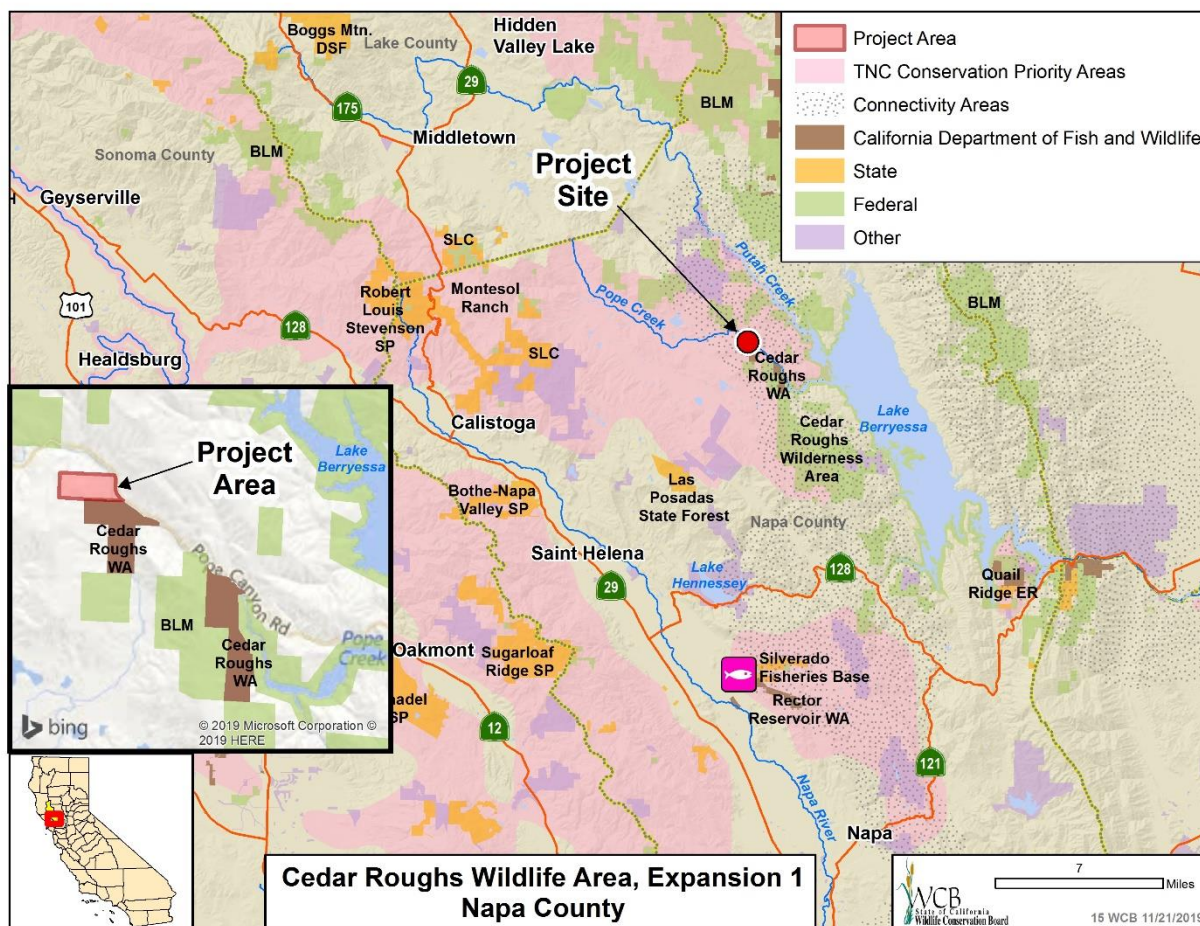 Boggs Mtn.
DSF
Lake County
Hidden
Valley Lake
29
175
BLM
Middletown
Sonoma County
BLM
Geyserville
Project
Site
SLC
Putah Creek
Robert
Louis
Stevenson
SP
Montesol
Ranch
Pope Creek
BLM
101
128
SLC
Cedar
Roughs
WA
Healdsburg
Calistoga
Cedar
Roughs
Wilderness
Area
Lake
Berryessa
Bothe-Napa
Valley SP
Las
Posadas
State Forest
Napa County
Saint Helena
Lake
Hennessey
128
29
Quail
Ridge ER
Oakmont
Sugarloaf
Ridge SP
Silverado
Fisheries Base
Rector
Reservoir WA
nadel
SP
12
121
Napa River
Napa
Project Area
TNC Conservation Priority Areas
Connectivity Areas
California Department of Fish and Wildlife
State
Federal
Other
Project
Area
Lake
Berryessa
Cedar
Roughs
WA
Pope Canyon Rd
BLM
Cedar
Roughs
WA
Pope
Creek
bing
© 2019 Microsoft Corporation ©
2019 HERE
Cedar Roughs Wildlife Area, Expansion 1
Napa County
WCB
State of California
Wildlife Conservation Board
7
Miles
15 WCB 11/21/2019